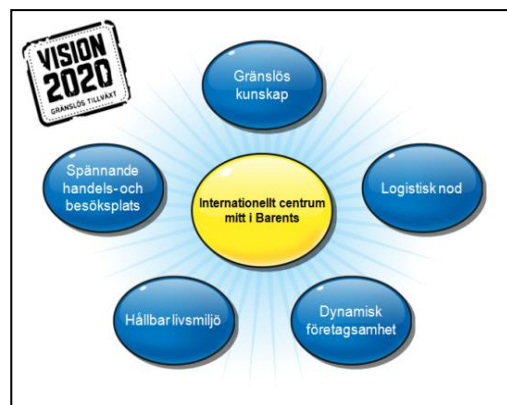 VISION
2020
GRÄNSLÖS TILLVÄXT
Gränslös
kunskap
Spännande
handels- och
besöksplats
Internationellt centrum
mitt i Barents
Logistisk nod
Hållbar livsmiljö
Dynamisk
företagsamhet